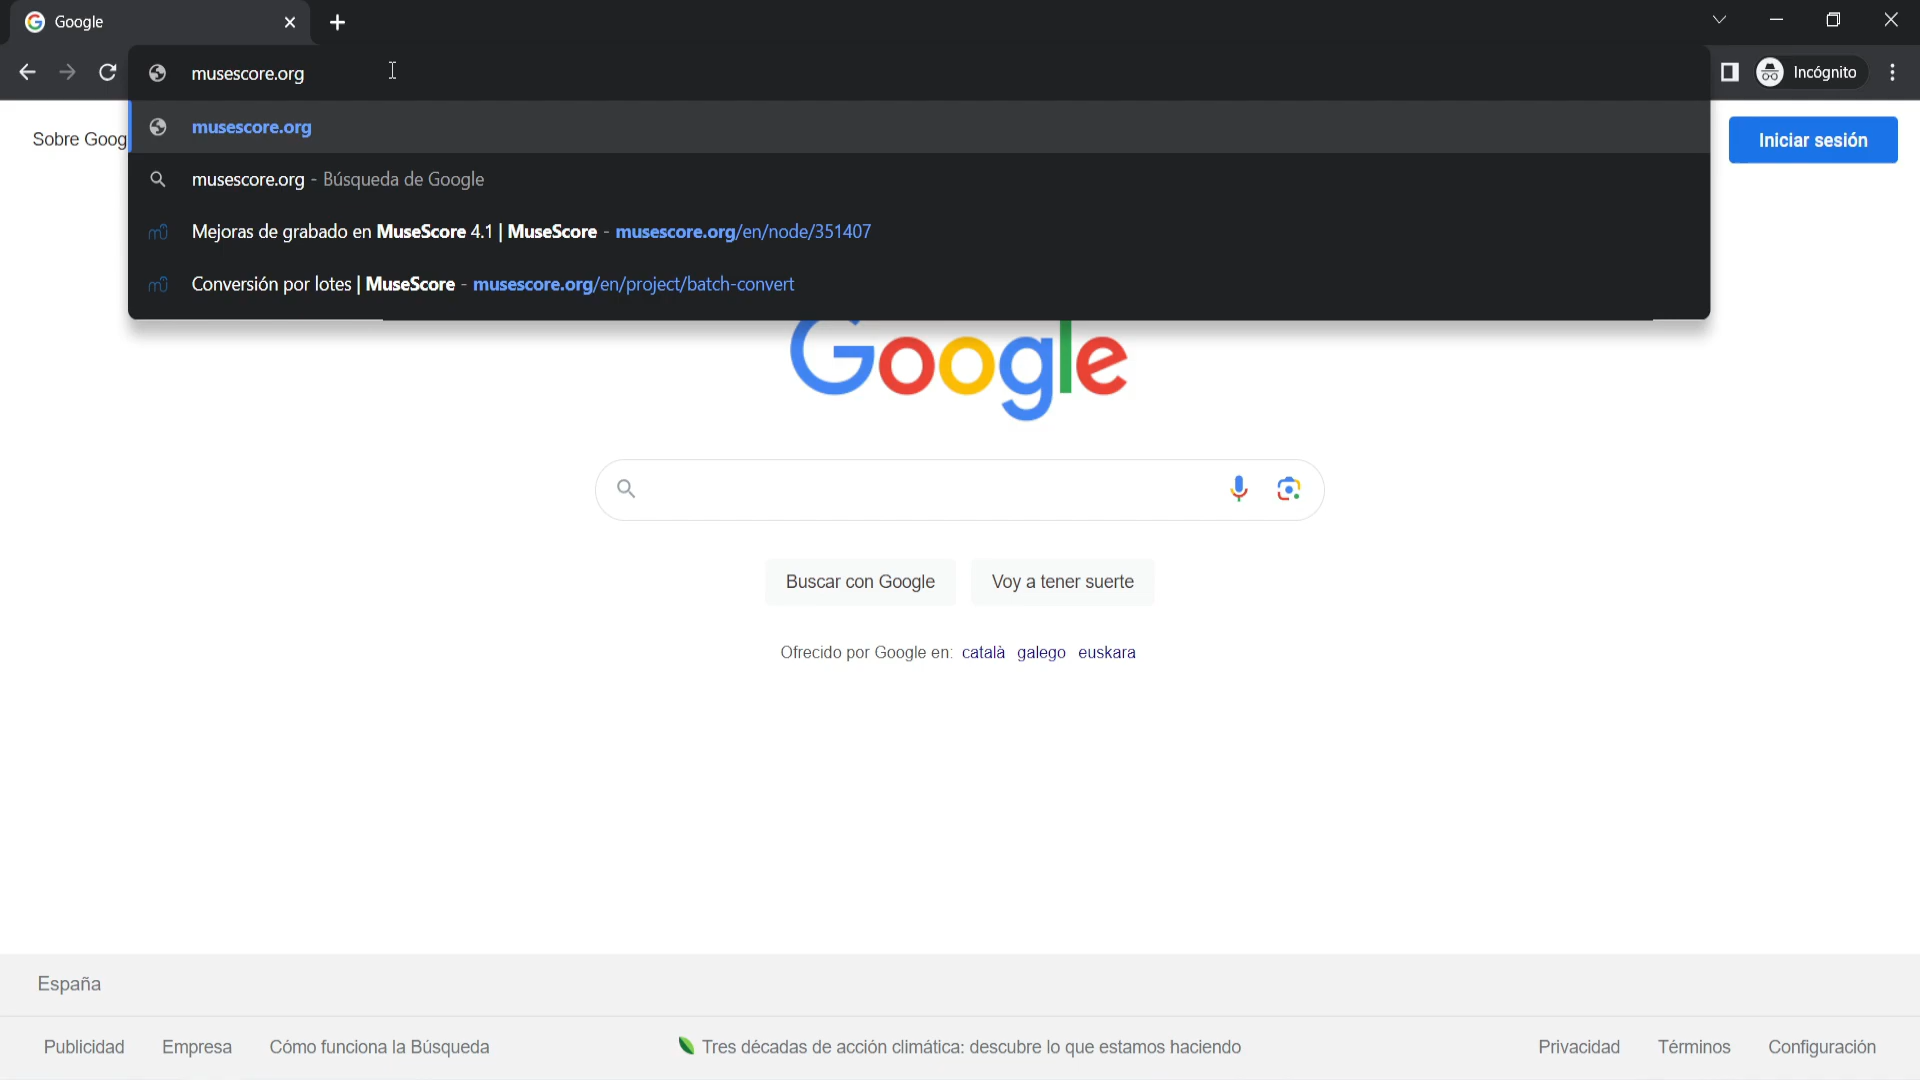 Google
musescore.org
Incógnito
musescore.org
Sobre Goog
Iniciar sesión
musescore.org - Búsqueda de Google
Mejoras de grabado en MuseScore 4.1 | MuseScore - musescore.org/en/node/351407
Conversión por lotes | MuseScore - musescore.org/en/project/batch-convert
Google
Buscar con Google
Voy a tener suerte
Ofrecido por Google en: català galego euskara
España
Publicidad Empresa Cómo funciona la Búsqueda Tres décadas de acción climática: descubre lo que estamos haciendo Privacidad Términos Configuración